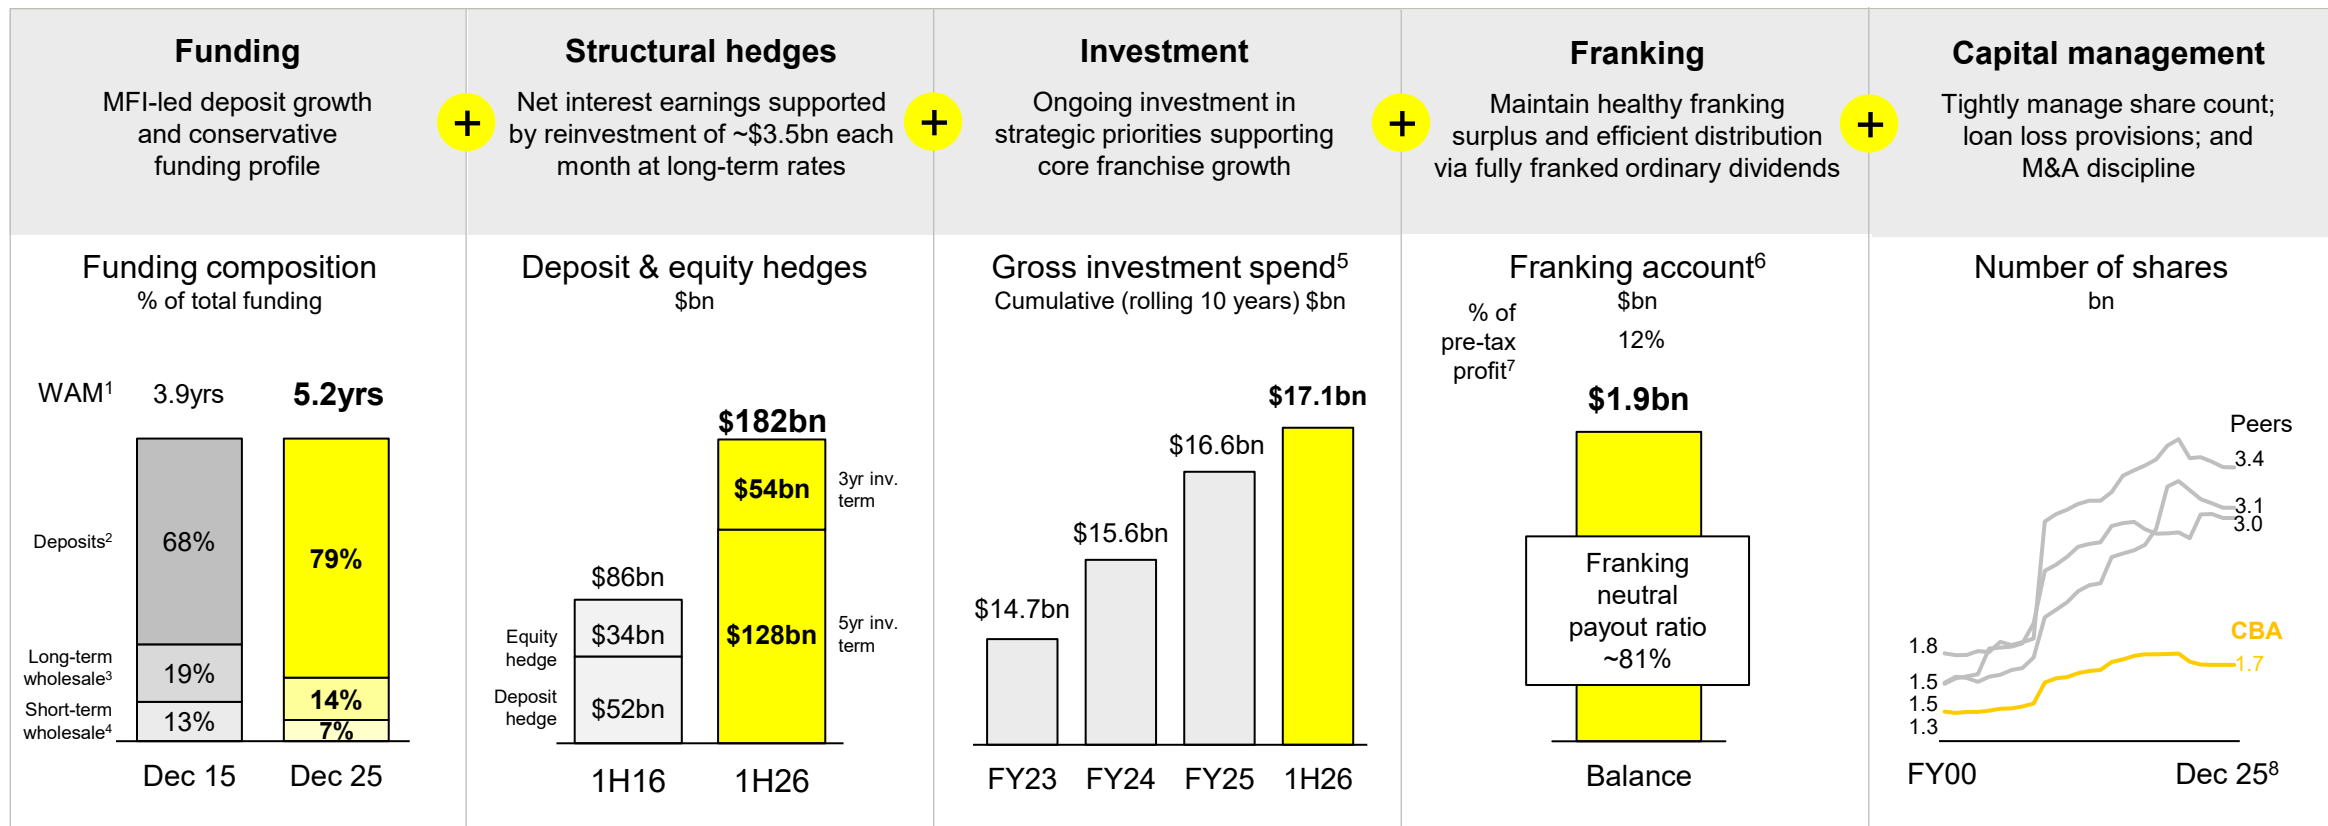 Funding
MFI-led deposit growth
and conservative
funding profile
+
Structural hedges
Net interest earnings supported
by reinvestment of ~$3.5bn each
month at long-term rates
+
Investment
Ongoing investment in
strategic priorities supporting
core franchise growth
+
Franking
Maintain healthy franking
surplus and efficient distribution
via fully franked ordinary dividends
+
Capital management
Tightly manage share count;
loan loss provisions; and
M&A discipline
Funding composition
% of total funding
WAM¹ 3.9yrs 5.2yrs
Deposits² 68% 79%
Long-term
wholesale³ 19% 14%
Short-term
wholesale⁴ 13% 7%
Dec 15 Dec 25
Deposit & equity hedges
$bn
$182bn
$54bn
3yr inv.
term
$86bn
Equity
hedge
$34bn
$128bn
5yr inv.
term
Deposit
hedge
$52bn
1H16 1H26
Gross investment spend⁵
Cumulative (rolling 10 years) $bn
$14.7bn
$15.6bn
$16.6bn
$17.1bn
FY23 FY24 FY25 1H26
Franking account⁶
$bn
% of
pre-tax
profit⁷
12%
$1.9bn
Franking
neutral
payout ratio
~81%
Balance
Number of shares
bn
Peers
3.4
3.1
3.0
CBA
1.7
1.8
1.5
1.5
1.3
FY00 Dec 25⁸